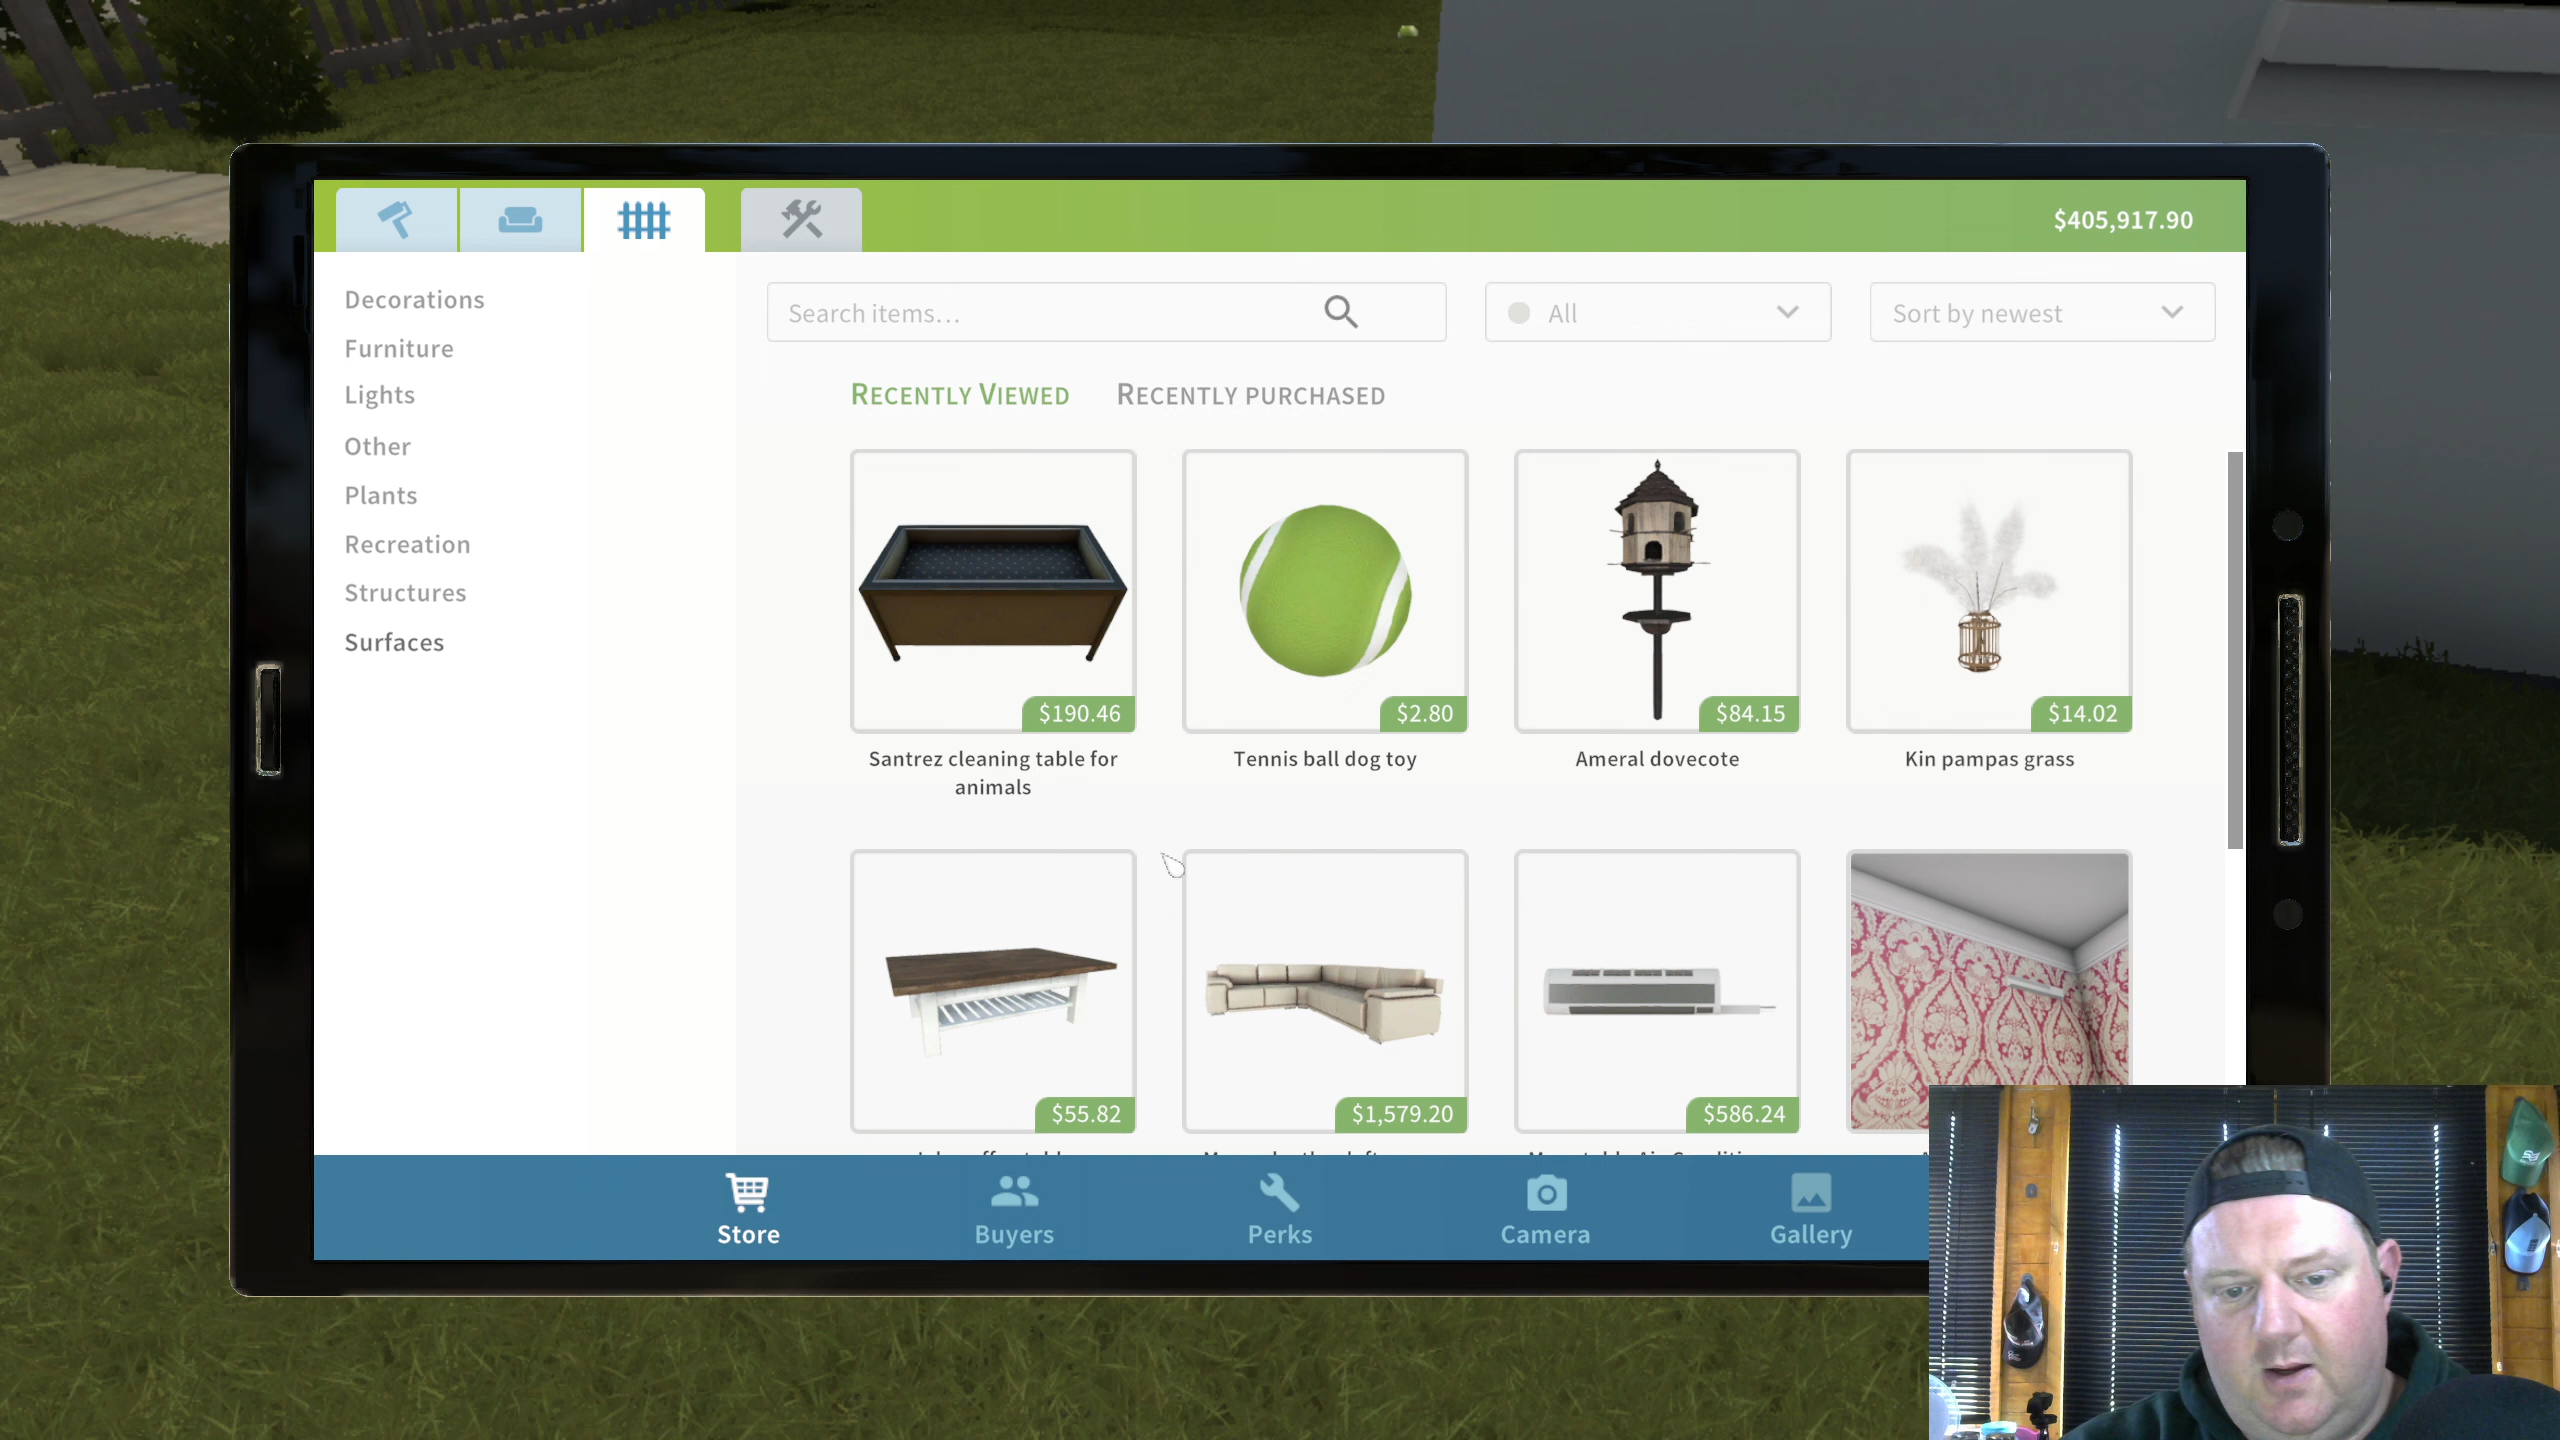 $405,917.90
Decorations
Furniture
Lights
Other
Plants
Recreation
Structures
Surfaces
Search items...
All
Sort by newest
RECENTLY VIEWED
RECENTLY PURCHASED
$190.46
$2.80
$84.15
$14.02
Santrez cleaning table for
animals
Tennis ball dog toy
Ameral dovecote
Kin pampas grass
$55.82
$1,579.20
$586.24
Store
Buyers
Perks
Camera
Gallery